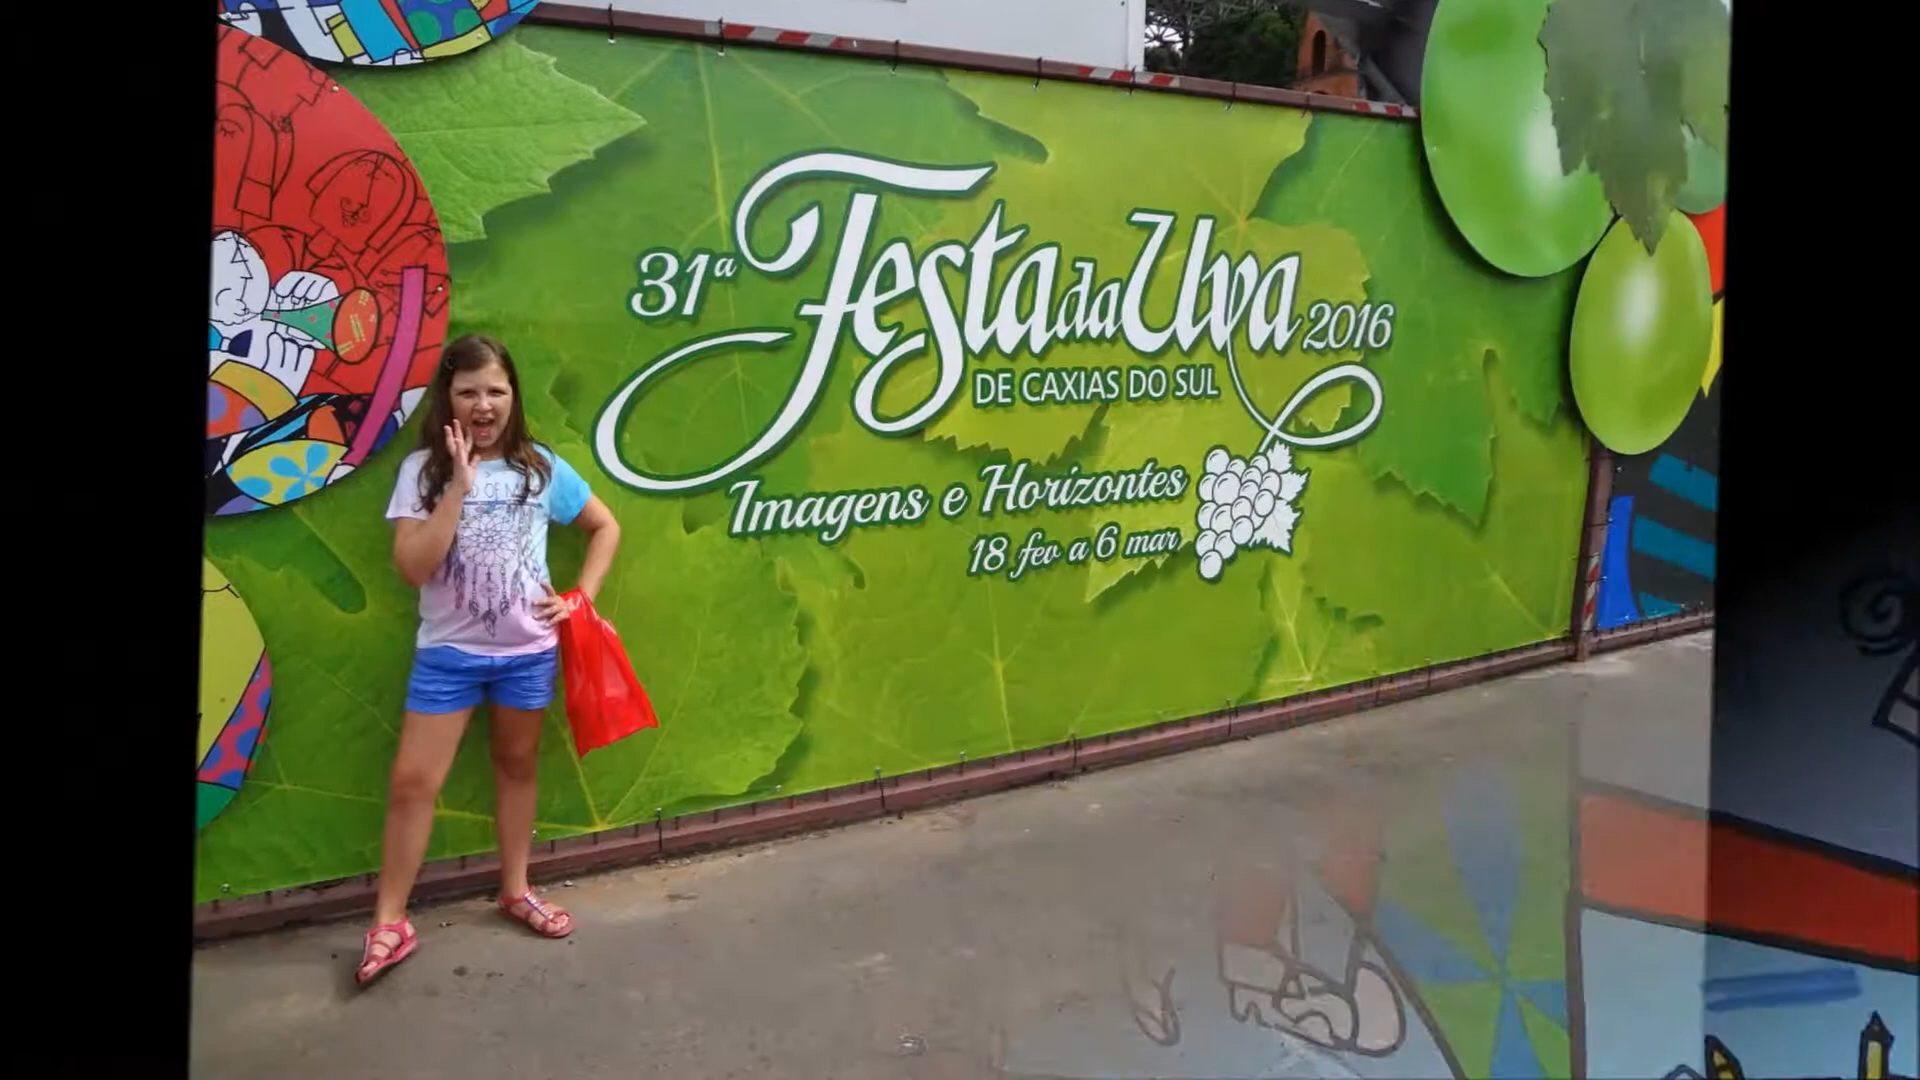 31ª Festa da Uva 2016
DE CAXIAS DO SUL
Imagens e Horizontes
18 fev a 6 mar